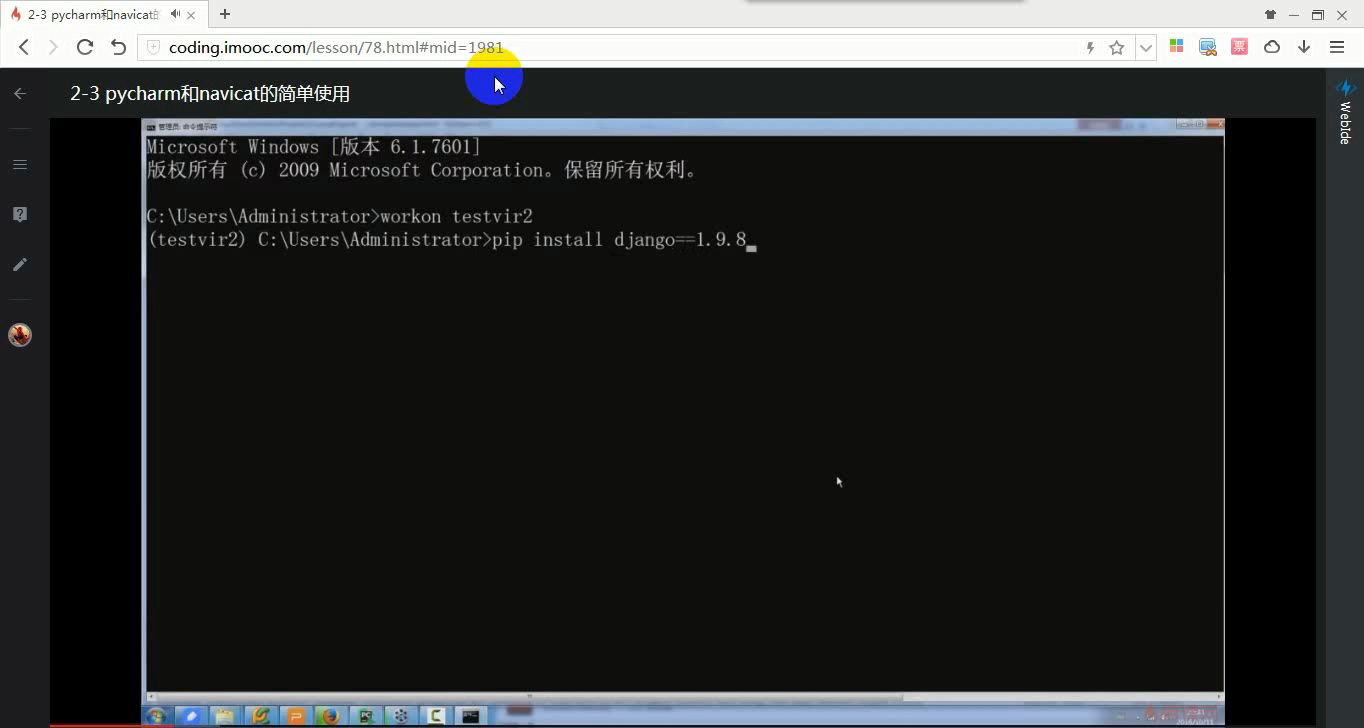 2-3 pycharm和navicat的
coding.imooc.com/lesson/78.html#mid=1981
票
2-3 pycharm和navicat的简单使用
WebIde
管理员: 命令提示符
Microsoft Windows [版本 6.1.7601]
版权所有 (c) 2009 Microsoft Corporation。保留所有权利。
C:\Users\Administrator>workon testvir2
(testvir2) C:\Users\Administrator>pip install django==1.9.8